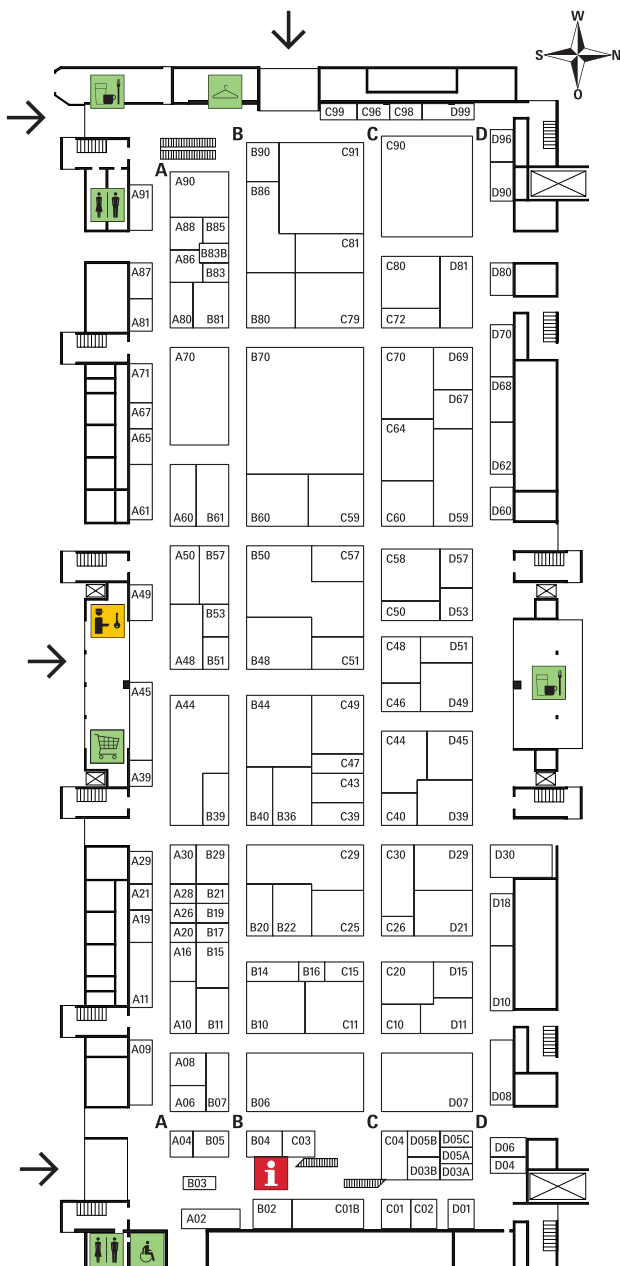 W
S N
O
C99 C96 C98 D99
B C D
A
B90 C91 C90 D96
A90 B86 D90
A91
A88 B85
B83B C81
A86 B83
A87 C80 D81 D80
A81 A80 B81 B80 C79 C72
D70
A71 A70 B70 C70 D69
D68
A67 D67
A65 C64
D62
A61 A60 B61 B60 C59 C60 D59 D60
A50 B57 B50 C57 C58 D57
A49 B53 C50 D53
A48 B51 B48 C51 C48 D51
A45 A44 B44 C49 C46 D49
C44 D45
C47
A39 C43
B39 B40 B36 C39 C40 D39
A29 A30 B29 C29 C30 D29 D30
A21 A28 B21
A19 A26 B19 D18
A20 B17 B20 B22 C25 C26 D21
A16 B15
B14 B16 C15 C20 D15
A11 D10
A10 B11 B10 C11 C10 D11
A09 A08
A06 B07 B06 D07 D08
A B C D
A04 B05 B04 C03 C04 D05B D05C
D06
D05A
D04
D03B D03A
i
B03
A02 B02 C01B C01 C02 D01